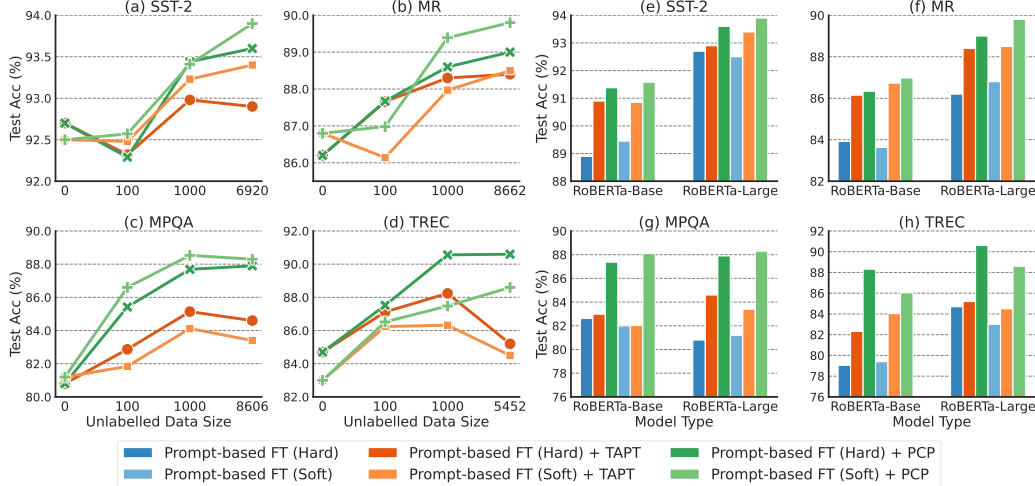 (a) SST-2
(b) MR
(e) SST-2
(f) MR
Test Acc (%)
94.0
93.5
93.0
92.5
92.0
0 100 1000 6920
90.0
89.0
88.0
87.0
86.0
0 100 1000 8662
Test Acc (%)
94
93
92
91
90
89
88
RoBERTa-Base RoBERTa-Large
90
88
86
84
82
RoBERTa-Base RoBERTa-Large
(c) MPQA
(d) TREC
(g) MPQA
(h) TREC
Test Acc (%)
90.0
88.0
86.0
84.0
82.0
80.0
0 100 1000 8606
Unlabelled Data Size
92.0
90.0
88.0
86.0
84.0
82.0
0 100 1000 5452
Unlabelled Data Size
Test Acc (%)
90
88
86
84
82
80
78
76
RoBERTa-Base RoBERTa-Large
Model Type
92
90
88
86
84
82
80
78
76
RoBERTa-Base RoBERTa-Large
Model Type
Prompt-based FT (Hard) Prompt-based FT (Hard) + TAPT Prompt-based FT (Hard) + PCP
Prompt-based FT (Soft) Prompt-based FT (Soft) + TAPT Prompt-based FT (Soft) + PCP